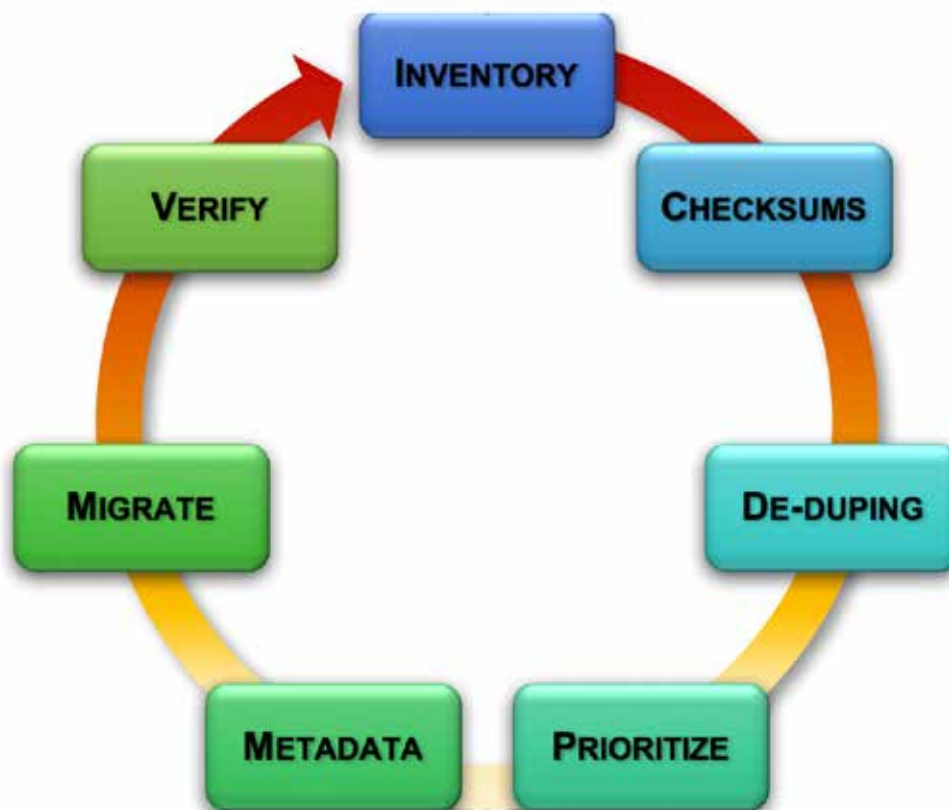 INVENTORY
CHECKSUMS
DE-DUPING
PRIORITIZE
METADATA
MIGRATE
VERIFY